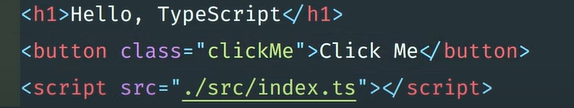 <h1>Hello, TypeScript</h1>
<button class="clickMe">Click Me</button>
<script src="./src/index.ts"></script>